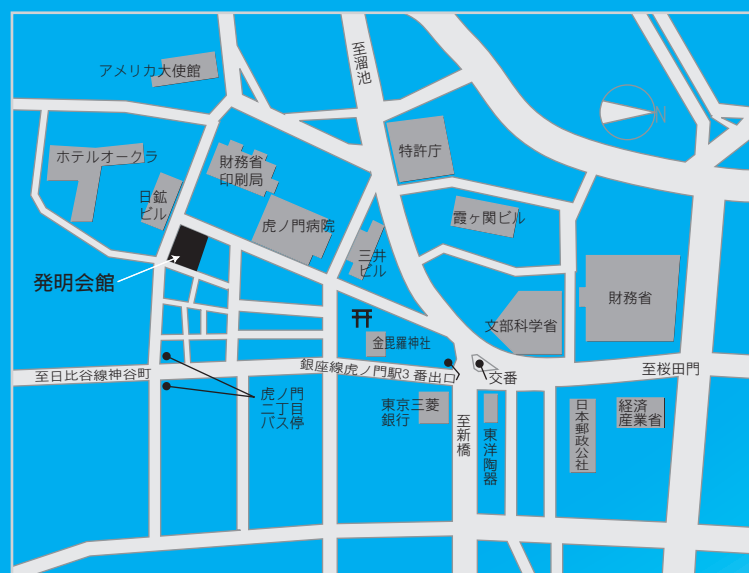 アメリカ大使館
至溜池
N
ホテルオークラ
財務省
印刷局
特許庁
日鉱
ビル
虎ノ門病院
霞ヶ関ビル
三井
ビル
発明会館
財務省
文部科学省
金毘羅神社
至日比谷線神谷町
銀座線虎ノ門駅3番出口
交番
至桜田門
虎ノ門
二丁目
バス停
東京三菱
銀行
至新橋
東洋陶器
日本郵政公社
経済
産業省